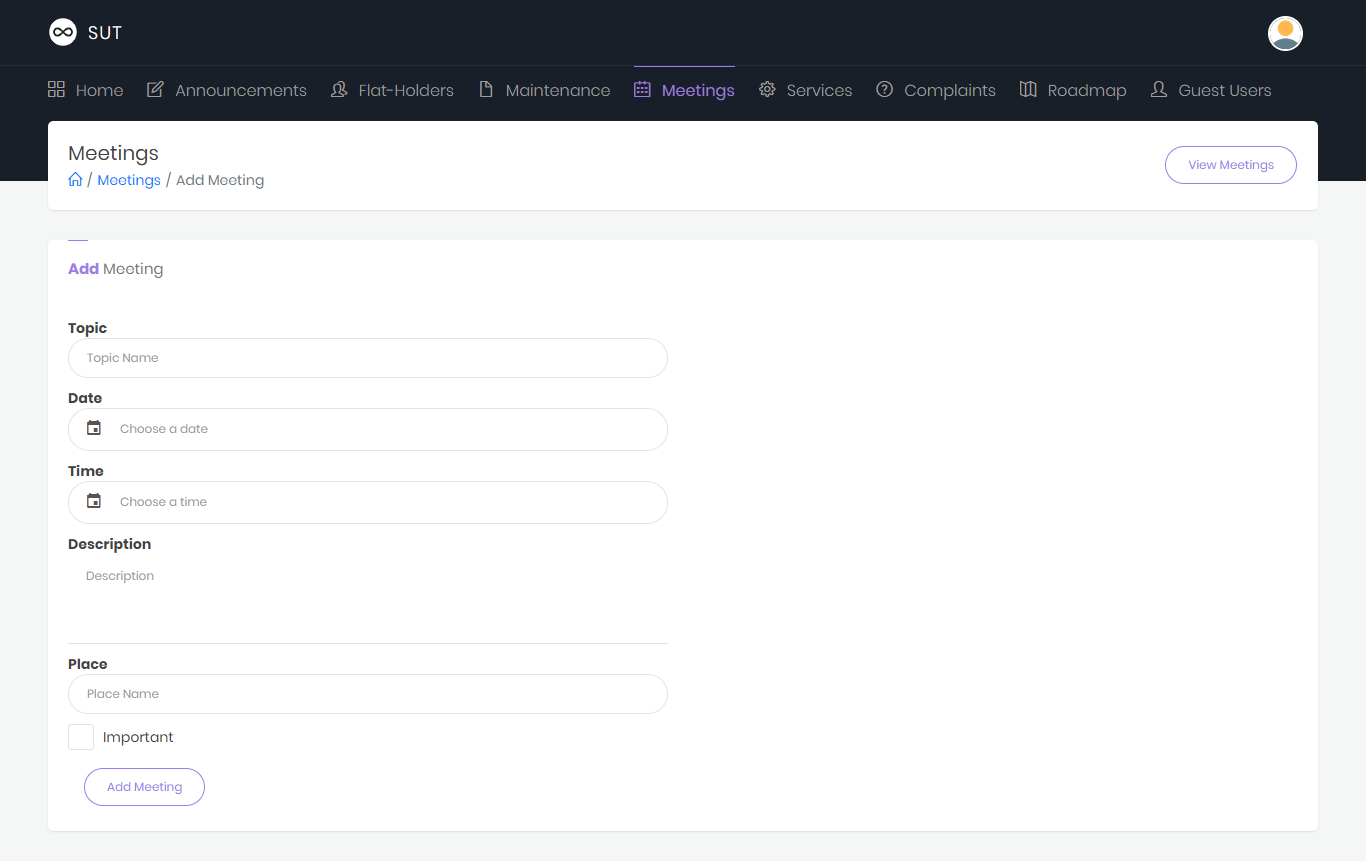 SUT
Home Announcements Flat-Holders Maintenance Meetings Services Complaints Roadmap Guest Users
Meetings
/ Meetings / Add Meeting
View Meetings
Add Meeting
Topic
Topic Name
Date
Choose a date
Time
Choose a time
Description
Description
Place
Place Name
Important
Add Meeting